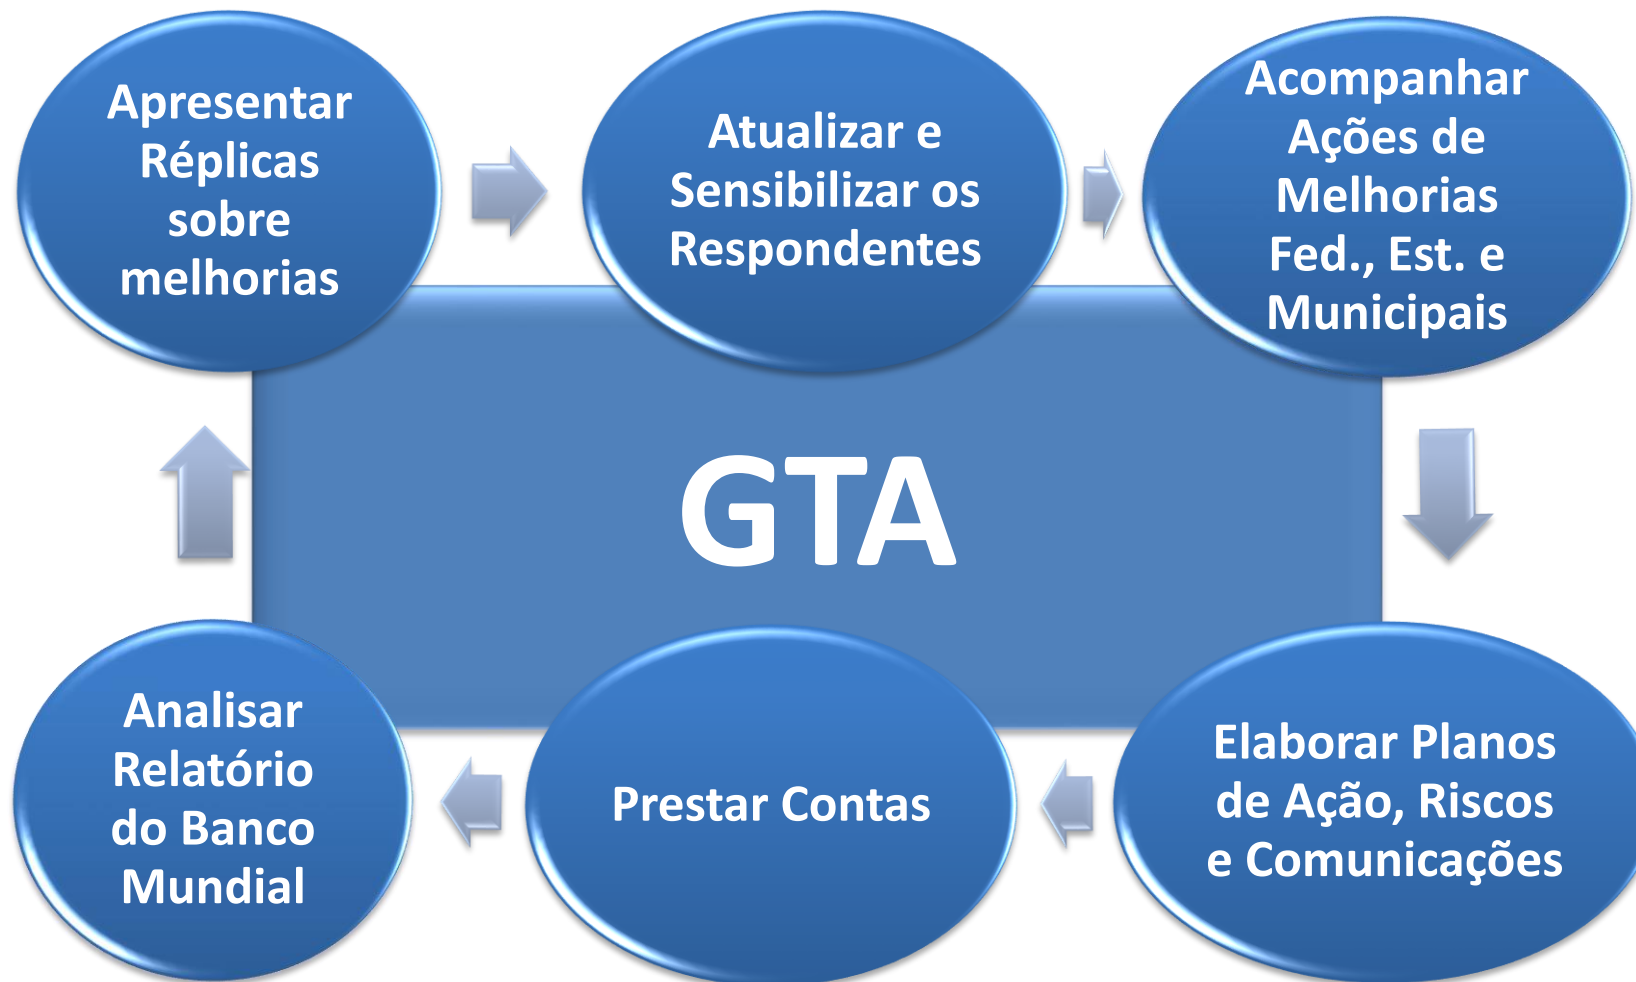 Apresentar
Réplicas
sobre
melhorias
Atualizar e
Sensibilizar os
Respondentes
Acompanhar
Ações de
Melhorias
Fed., Est. e
Municipais
GTA
Analisar
Relatório
do Banco
Mundial
Prestar Contas
Elaborar Planos
de Ação, Riscos
e Comunicações